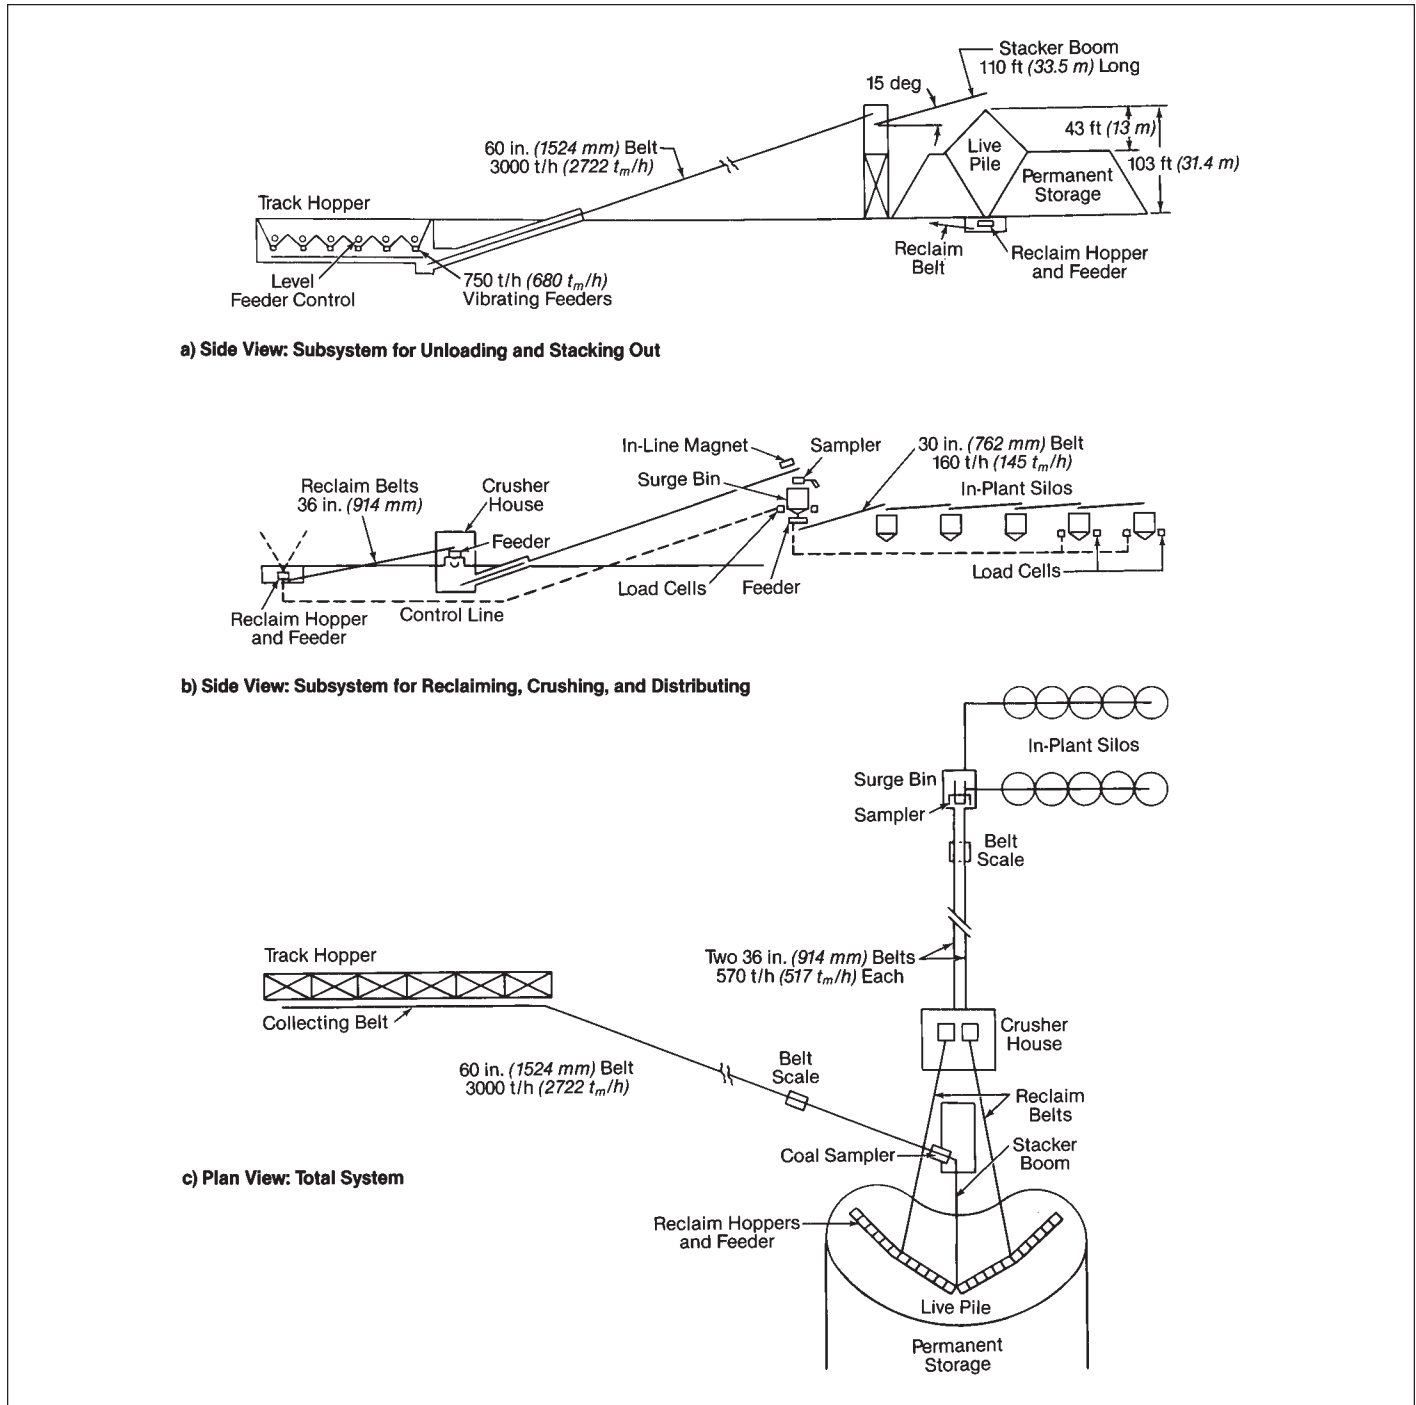 Stacker Boom
110 ft (33.5 m) Long
15 deg
43 ft (13 m)
60 in. (1524 mm) Belt
3000 t/h (2722 tm/h)
Live
Pile
103 ft (31.4 m)
Permanent
Storage
Track Hopper
Reclaim
Belt
Reclaim Hopper
and Feeder
Level
Feeder Control
750 t/h (680 tm/h)
Vibrating Feeders
a) Side View: Subsystem for Unloading and Stacking Out
In-Line Magnet
Sampler
30 in. (762 mm) Belt
160 t/h (145 tm/h)
Surge Bin
In-Plant Silos
Reclaim Belts
36 in. (914 mm)
Crusher
House
Feeder
Load Cells
Feeder
Load Cells
Reclaim Hopper
and Feeder
Control Line
b) Side View: Subsystem for Reclaiming, Crushing, and Distributing
In-Plant Silos
Surge Bin
Sampler
Belt
Scale
Track Hopper
Two 36 in. (914 mm) Belts
570 t/h (517 tm/h) Each
Collecting Belt
Crusher
House
60 in. (1524 mm) Belt
3000 t/h (2722 tm/h)
Belt
Scale
Reclaim
Belts
Coal Sampler
Stacker
Boom
c) Plan View: Total System
Reclaim Hoppers
and Feeder
Live Pile
Permanent
Storage